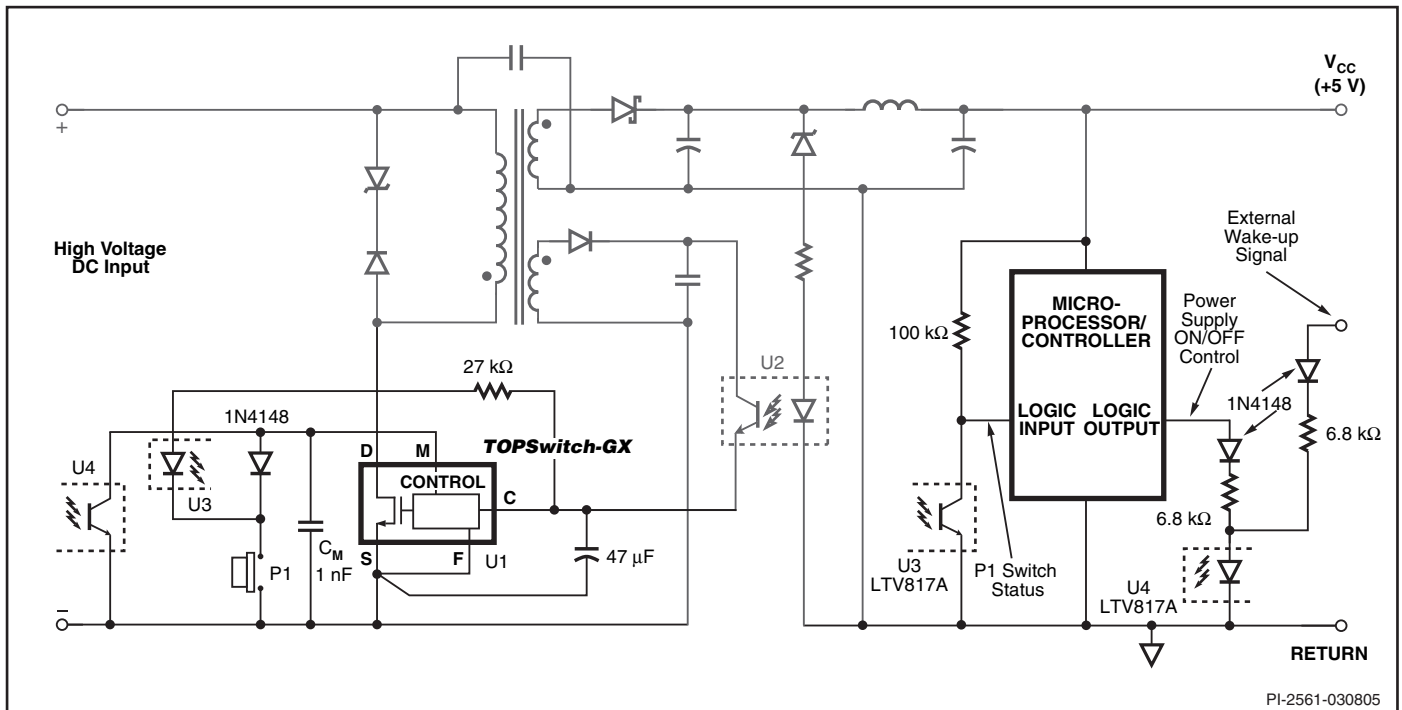 V_CC
(+5 V)
+
High Voltage
DC Input
External
Wake-up
Signal
MICRO-
PROCESSOR/
CONTROLLER
Power
Supply
ON/OFF
Control
100 kΩ
U2
27 kΩ
1N4148
1N4148
LOGIC
INPUT
LOGIC
OUTPUT
6.8 kΩ
TOPSwitch-GX
D
M
CONTROL
C
U4
U3
6.8 kΩ
C_M
1 nF
P1
S
F
U1
47 μF
U3
LTV817A
P1 Switch
Status
U4
LTV817A
–
RETURN
PI-2561-030805